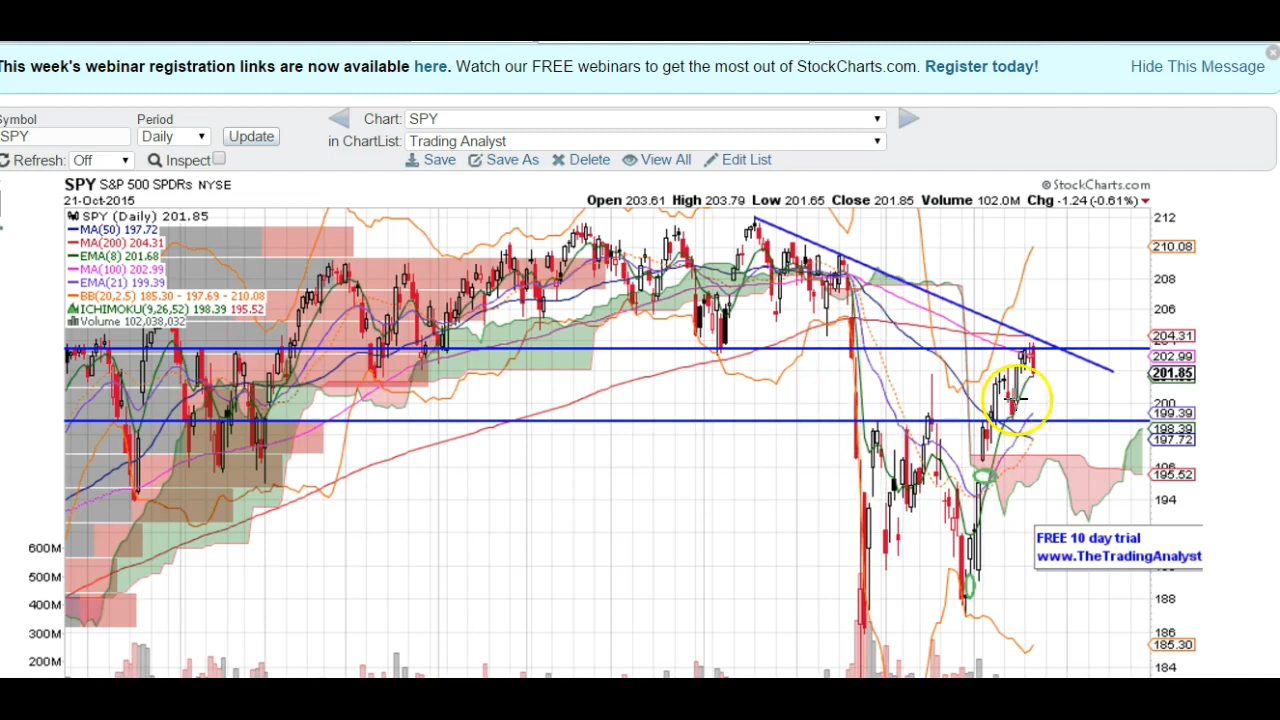 This week's webinar registration links are now available here. Watch our FREE webinars to get the most out of StockCharts.com. Register today! Hide This Message
Symbol Period Chart: SPY
SPY Daily Update in ChartList: Trading Analyst
Refresh: Off Inspect Save Save As Delete View All Edit List
SPY S&P 500 SPDRs NYSE © StockCharts.com
21-Oct-2015 Open 203.61 High 203.79 Low 201.65 Close 201.85 Volume 102.0M Chg -1.24 (-0.61%)
SPY (Daily) 201.85
MA(50) 197.72
MA(200) 204.31
EMA(8) 201.68
MA(100) 202.99
EMA(21) 199.39
BB(20,2.5) 185.30 - 197.69 - 210.08
ICHIMOKU(9,26,52) 198.39 195.52
Volume 102,038,032
212
210.08
208
206
204.31
202.99
201.85
200
199.39
198.39
197.72
195.52
194
FREE 10 day trial
www.TheTradingAnalyst
188
186
185.30
184
600M
500M
400M
300M
200M